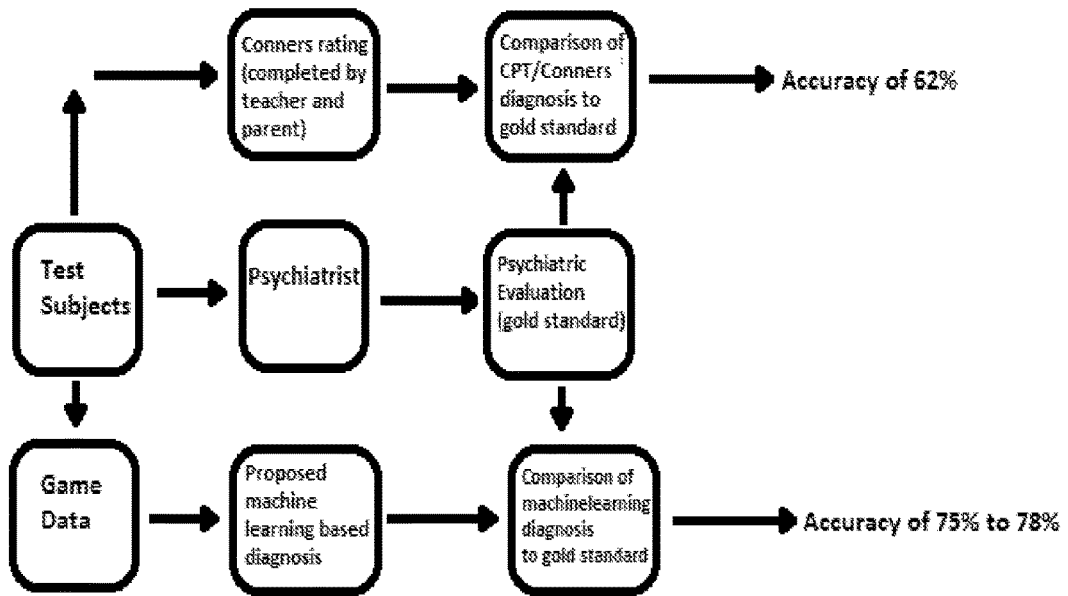 Conners rating
(completed by
teacher and
parent)
Comparison of
CPT/Conners
diagnosis to
gold standard
Accuracy of 62%
Test
Subjects
Psychiatrist
Psychiatric
Evaluation
(gold standard)
Game
Data
Proposed
machine
learning based
diagnosis
Comparison of
machinelearning
diagnosis
to gold standard
Accuracy of 75% to 78%